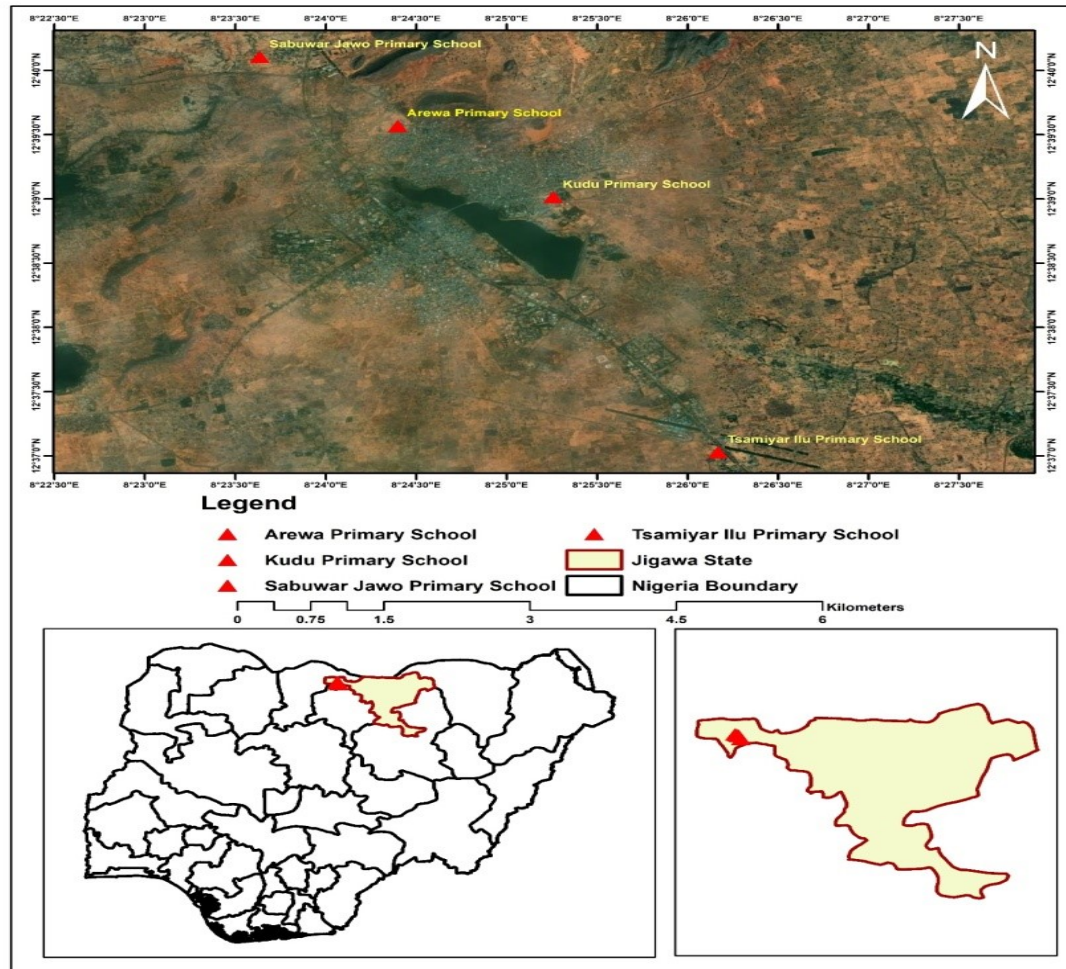 8°22'30"E 8°23'0"E 8°23'30"E 8°24'0"E 8°24'30"E 8°25'0"E 8°25'30"E 8°26'0"E 8°26'30"E 8°27'0"E 8°27'30"E
Sabuwar Jawo Primary School
N
12°40'0"N 12°40'0"N
Arewa Primary School
12°39'30"N 12°39'30"N
Kudu Primary School
12°39'0"N 12°39'0"N
12°38'30"N 12°38'30"N
12°38'0"N 12°38'0"N
12°37'30"N 12°37'30"N
Tsamiyar Ilu Primary School
12°37'0"N 12°37'0"N
8°22'30"E 8°23'0"E 8°23'30"E 8°24'0"E 8°24'30"E 8°25'0"E 8°25'30"E 8°26'0"E 8°26'30"E 8°27'0"E 8°27'30"E
Legend
Arewa Primary School
Kudu Primary School
Sabuwar Jawo Primary School
Tsamiyar Ilu Primary School
Jigawa State
Nigeria Boundary
Kilometers
0 0.75 1.5 3 4.5 6